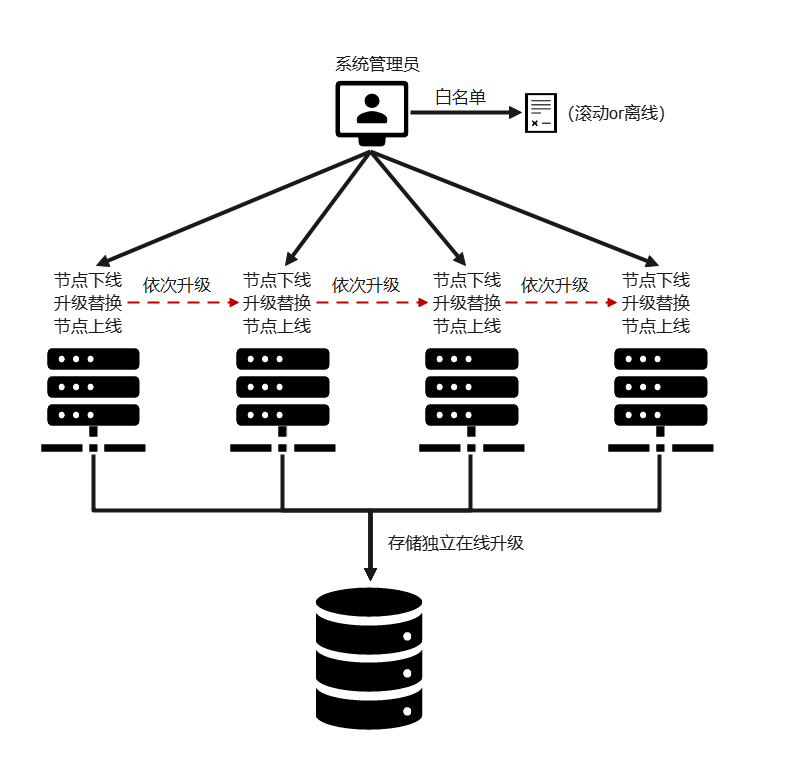 系统管理员
白名单
(滚动or离线)
节点下线
升级替换
节点上线
依次升级
节点下线
升级替换
节点上线
依次升级
节点下线
升级替换
节点上线
依次升级
节点下线
升级替换
节点上线
存储独立在线升级